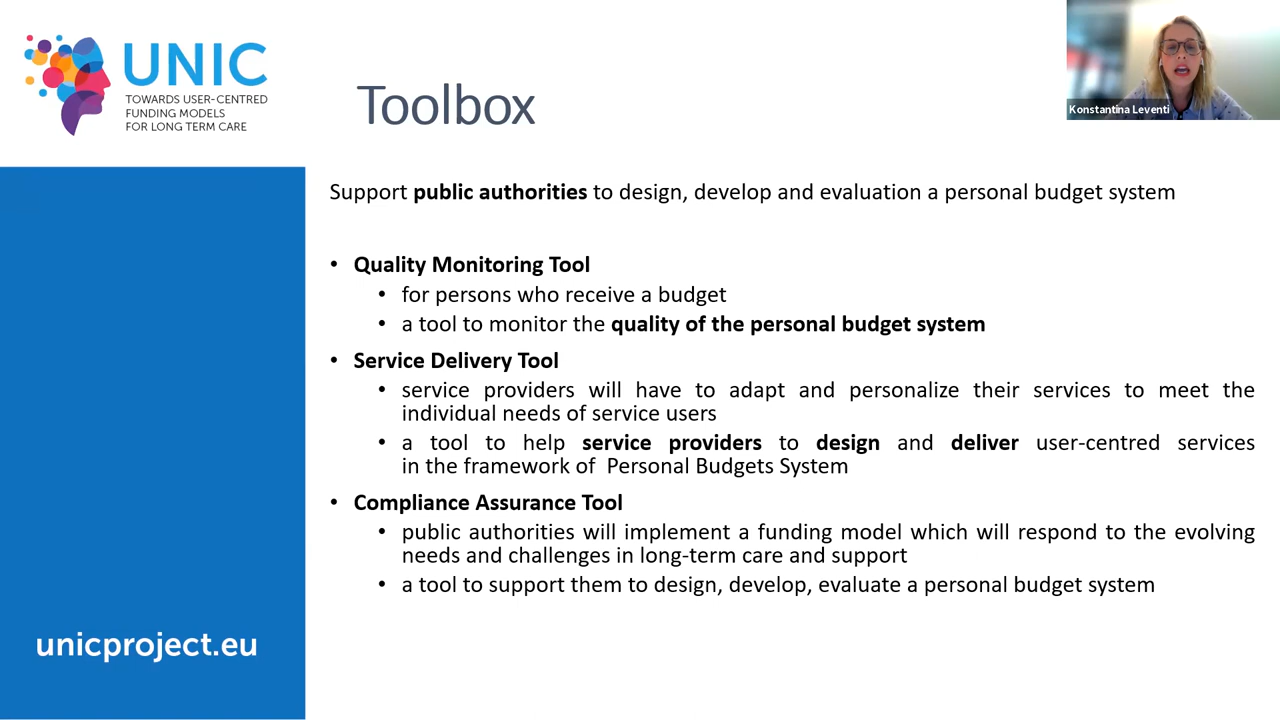 UNIC
TOWARDS USER-CENTRED
FUNDING MODELS
FOR LONG TERM CARE
Toolbox
Konstantina Leventi
Support public authorities to design, develop and evaluation a personal budget system
• Quality Monitoring Tool
• for persons who receive a budget
• a tool to monitor the quality of the personal budget system
• Service Delivery Tool
• service providers will have to adapt and personalize their services to meet the
individual needs of service users
• a tool to help service providers to design and deliver user-centred services
in the framework of Personal Budgets System
• Compliance Assurance Tool
• public authorities will implement a funding model which will respond to the evolving
needs and challenges in long-term care and support
• a tool to support them to design, develop, evaluate a personal budget system
unicproject.eu